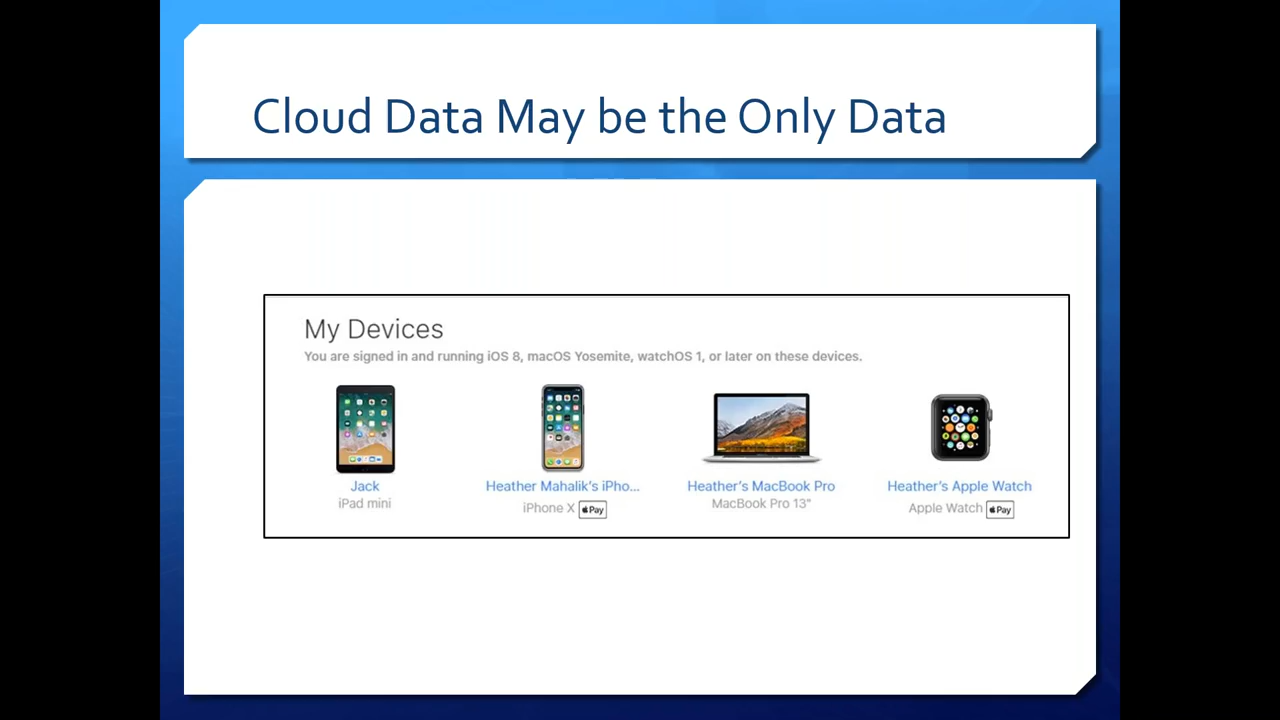 Cloud Data May be the Only Data
My Devices
You are signed in and running iOS 8, macOS Yosemite, watchOS 1, or later on these devices.
Jack
iPad mini
Heather Mahalik’s iPho...
iPhone X Pay
Heather’s MacBook Pro
MacBook Pro 13"
Heather’s Apple Watch
Apple Watch Pay